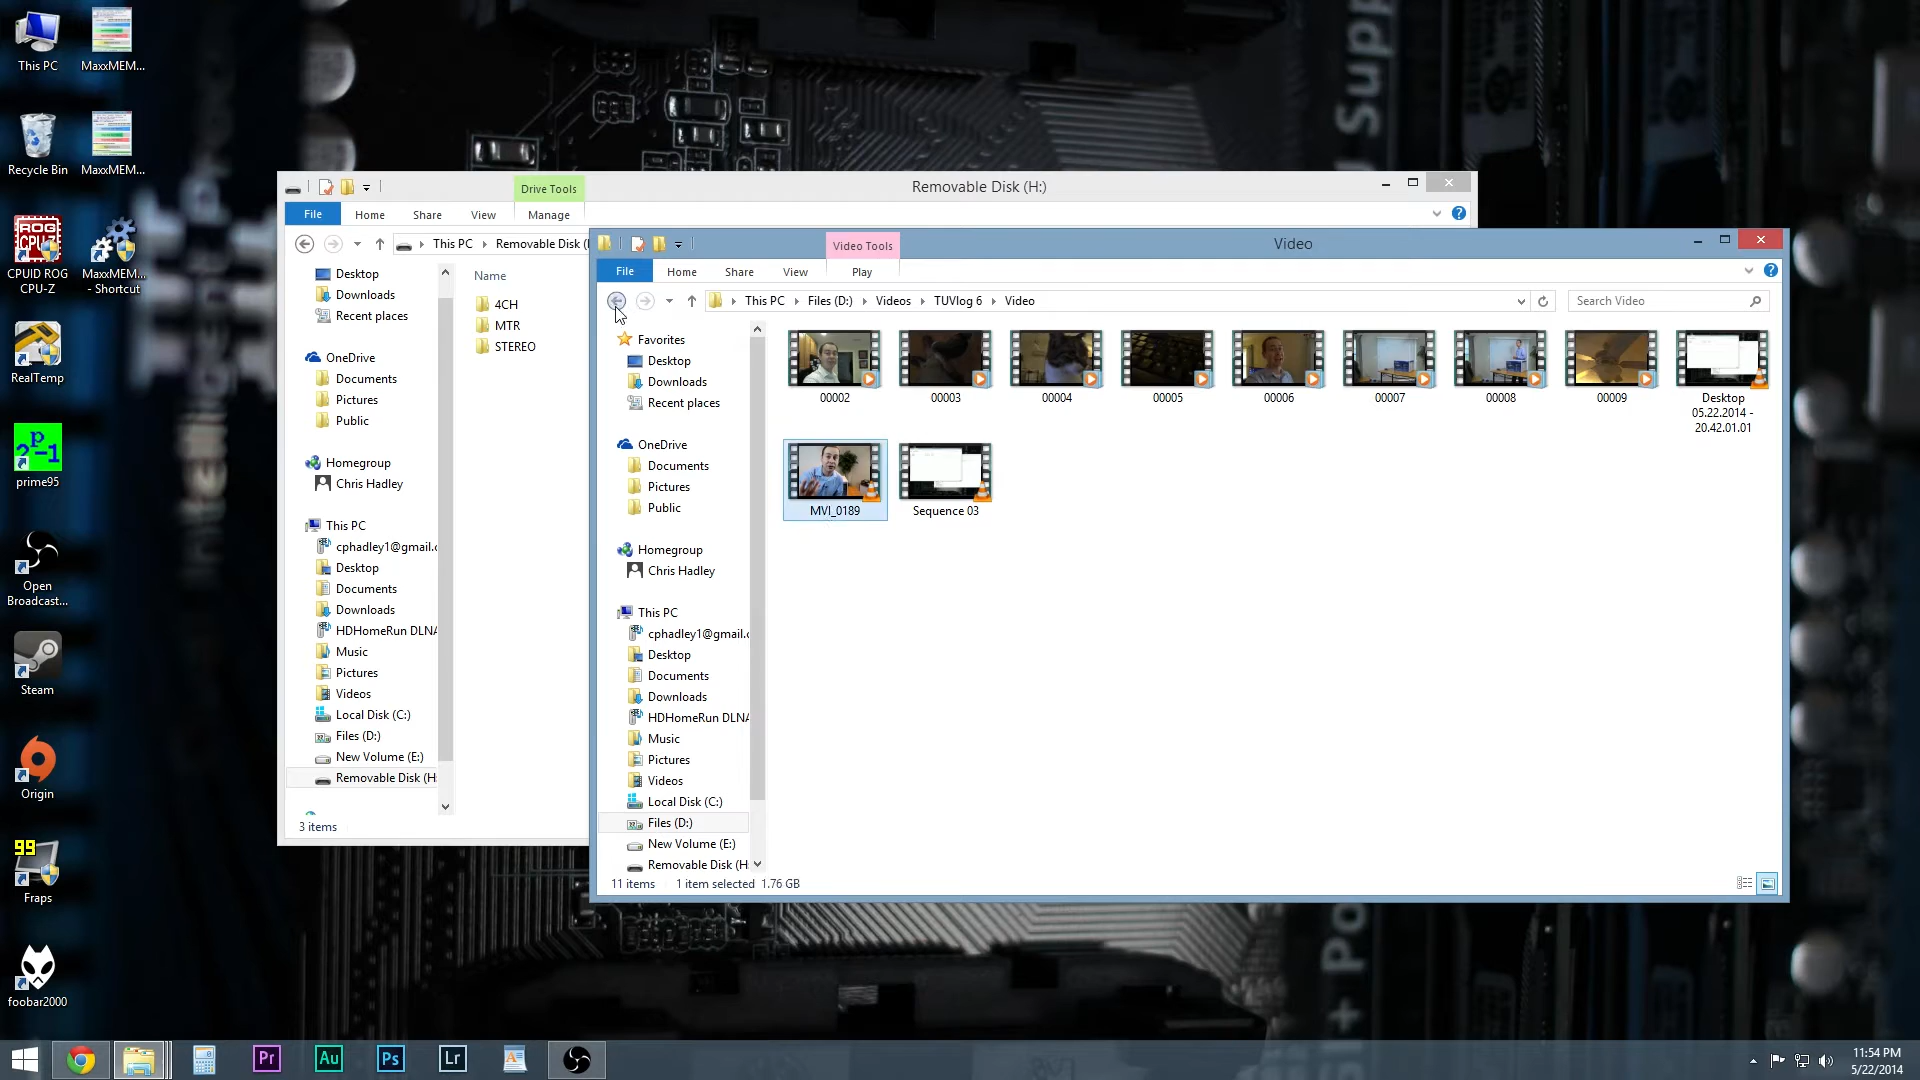 This PC
MaxxMEM...
Recycle Bin
MaxxMEM...
CPUID ROG
CPU-Z
MaxxMEM...
- Shortcut
RealTemp
prime95
Open
Broadcast...
Steam
Origin
99
Fraps
foobar2000
Drive Tools
Removable Disk (H:)
File
Home
Share
View
Manage
This PC
Removable Disk (
Desktop
Downloads
Recent places
OneDrive
Documents
Pictures
Public
Homegroup
Chris Hadley
This PC
cphadley1@gmail.c
Desktop
Documents
Downloads
HDHomeRun DLNA
Music
Pictures
Videos
Local Disk (C:)
Files (D:)
New Volume (E:)
Removable Disk (H:
3 items
Name
4CH
MTR
STEREO
Video Tools
Video
File
Home
Share
View
Play
This PC
Files (D:)
Videos
TUVlog 6
Video
Search Video
Favorites
Desktop
Downloads
Recent places
OneDrive
Documents
Pictures
Public
Homegroup
Chris Hadley
This PC
cphadley1@gmail.c
Desktop
Documents
Downloads
HDHomeRun DLNA
Music
Pictures
Videos
Local Disk (C:)
Files (D:)
New Volume (E:)
Removable Disk (H:
00002
00003
00004
00005
00006
00007
00008
00009
Desktop
05.22.2014 -
20.42.01.01
MVI_0189
Sequence 03
11 items
1 item selected 1.76 GB
Pr
Au
Ps
Lr
11:54 PM
5/22/2014